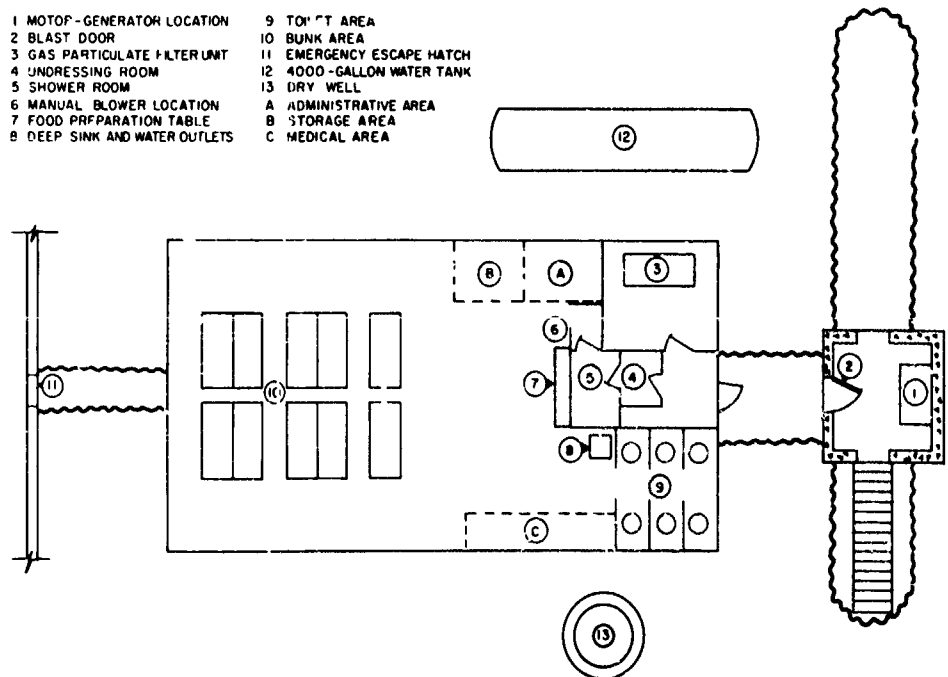 1 MOTOR-GENERATOR LOCATION
2 BLAST DOOR
3 GAS PARTICULATE FILTER UNIT
4 UNDRESSING ROOM
5 SHOWER ROOM
6 MANUAL BLOWER LOCATION
7 FOOD PREPARATION TABLE
8 DEEP SINK AND WATER OUTLETS
9 TOILET AREA
10 BUNK AREA
11 EMERGENCY ESCAPE HATCH
12 4000-GALLON WATER TANK
13 DRY WELL
A ADMINISTRATIVE AREA
B STORAGE AREA
C MEDICAL AREA
12
B
A
3
6
2
11
10
7
5
4
1
8
9
C
13